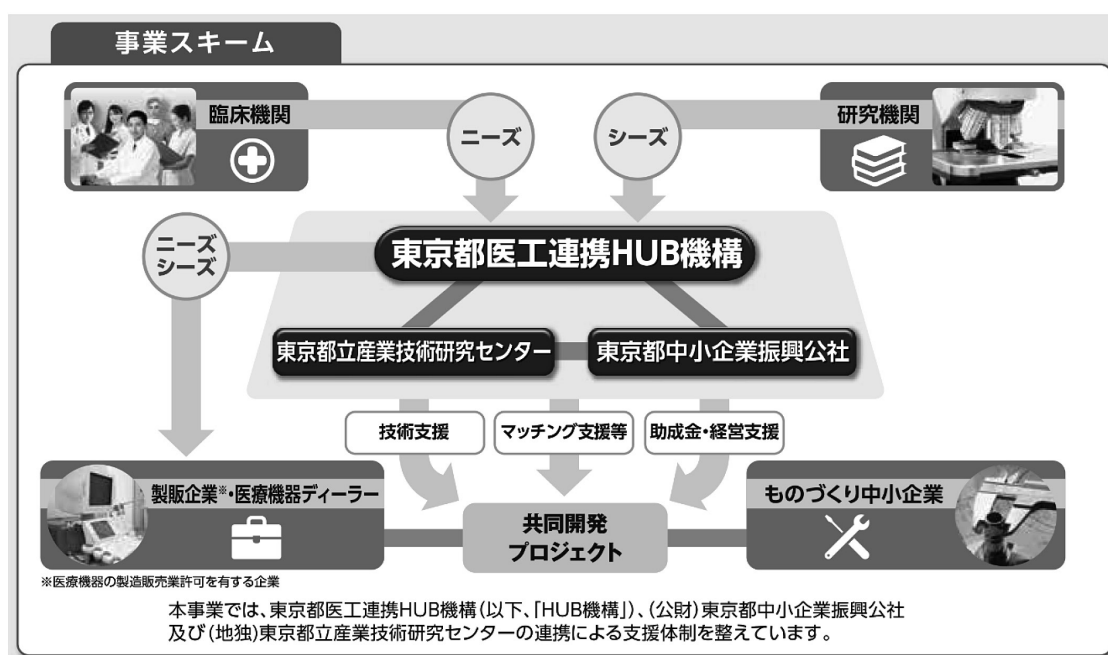 事業スキーム
臨床機関
ニーズ
シーズ
研究機関
ニーズ
シーズ
東京都医工連携HUB機構
東京都立産業技術研究センター
東京都中小企業振興公社
技術支援
マッチング支援等
助成金・経営支援
製販企業※・医療機器ディーラー
共同開発
プロジェクト
ものづくり中小企業
※医療機器の製造販売業許可を有する企業
本事業では、東京都医工連携HUB機構(以下、「HUB機構」)、(公財)東京都中小企業振興公社
及び(地独)東京都立産業技術研究センターの連携による支援体制を整えています。